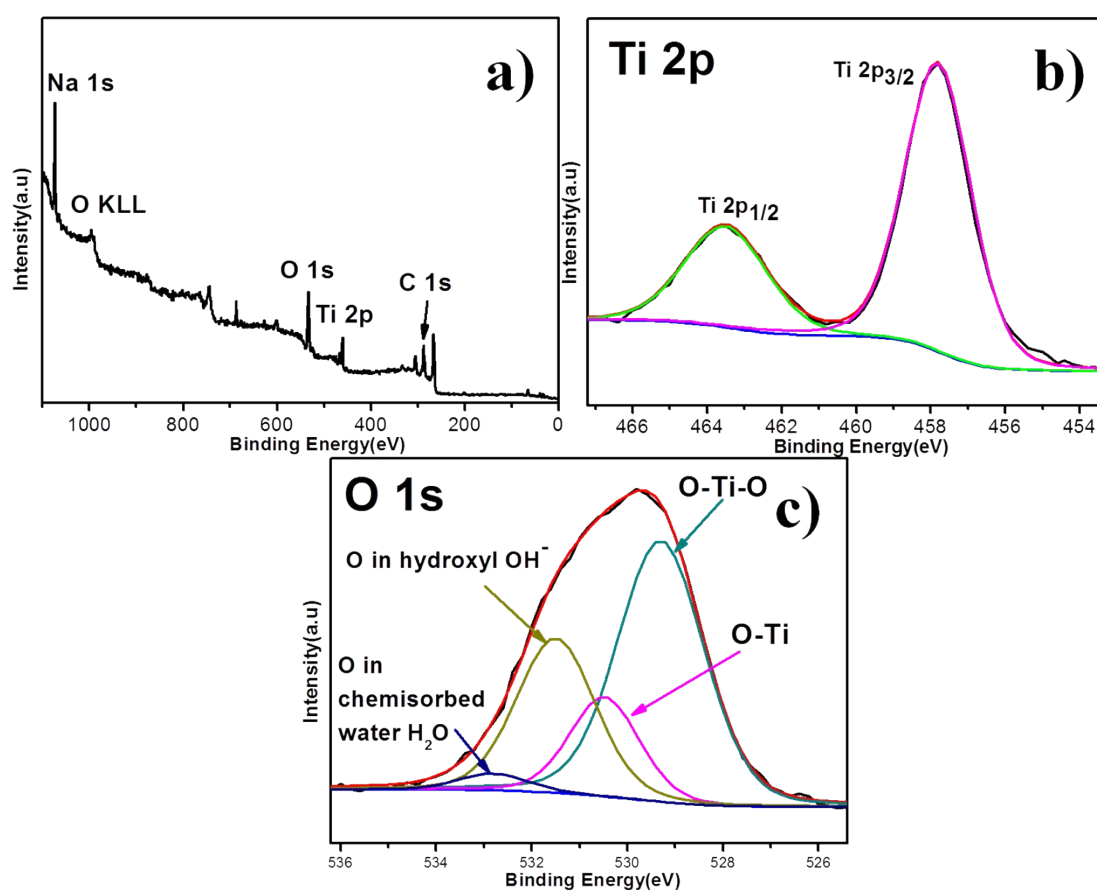 a)
Na 1s
O KLL
O 1s
Ti 2p
C 1s
Intensity(a.u)
1000 800 600 400 200 0
Binding Energy(eV)
Ti 2p
b)
Ti 2p3/2
Ti 2p1/2
Intensity(a.u)
466 464 462 460 458 456 454
Binding Energy(eV)
O 1s
c)
O-Ti-O
O in hydroxyl OH⁻
O-Ti
O in
chemisorbed
water H₂O
Intensity(a.u)
536 534 532 530 528 526
Binding Energy(eV)